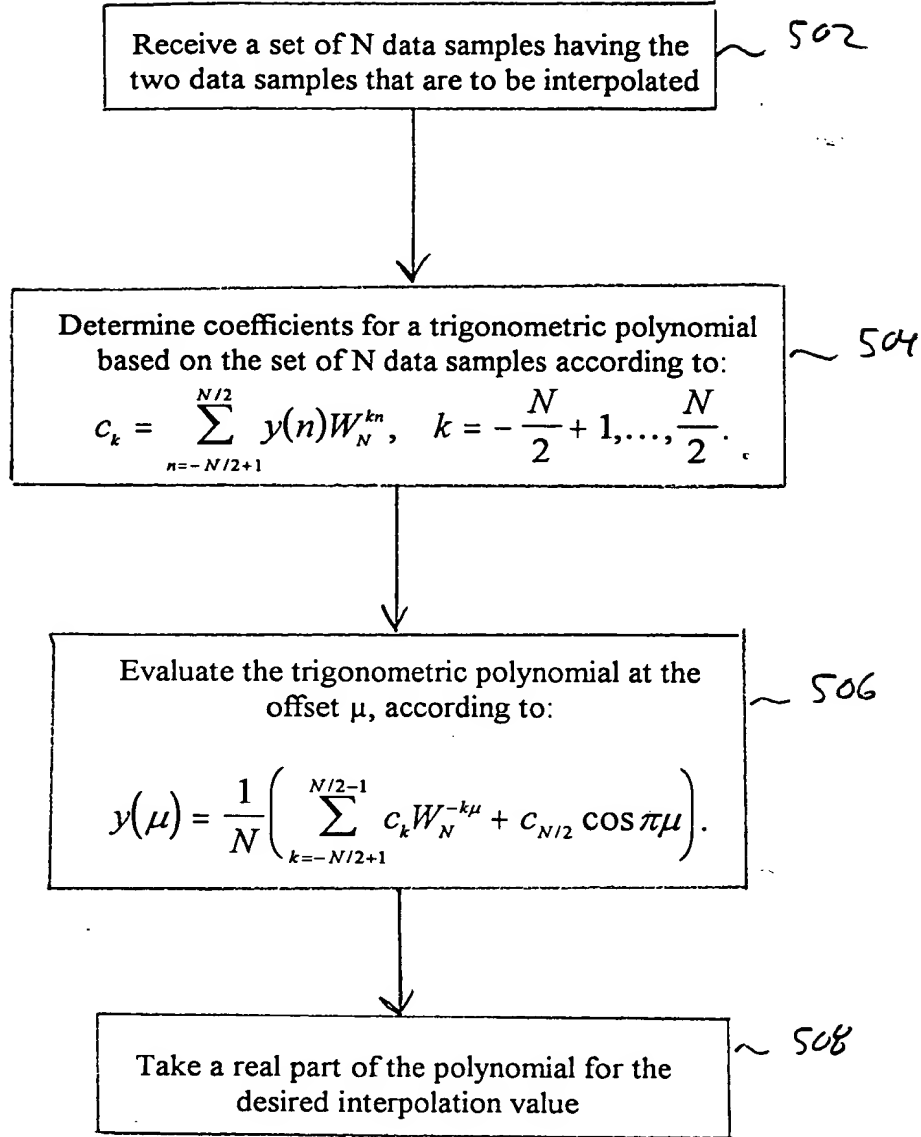 Receive a set of N data samples having the
two data samples that are to be interpolated
502
Determine coefficients for a trigonometric polynomial
based on the set of N data samples according to:
c_k = \sum_{n=-N/2+1}^{N/2} y(n) W_N^{kn}, k = -\frac{N}{2} + 1,...,\frac{N}{2}.
504
Evaluate the trigonometric polynomial at the
offset μ, according to:
y(μ) = \frac{1}{N} ( \sum_{k=-N/2+1}^{N/2-1} c_k W_N^{-kμ} + c_{N/2} cos πμ ).
506
Take a real part of the polynomial for the
desired interpolation value
508